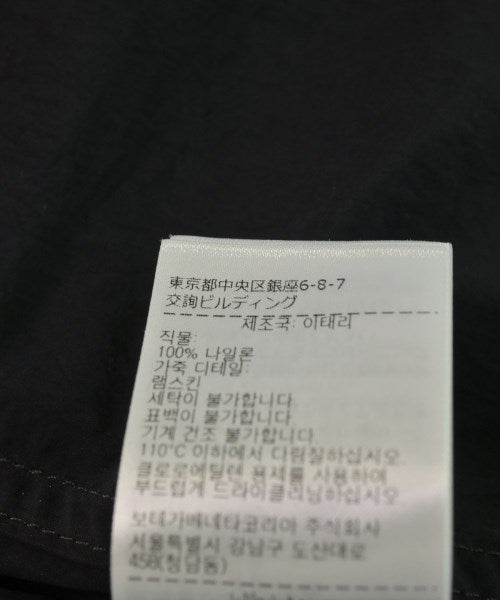 東京都中央区銀座6-8-7
交詢ビルディング
제조국: 이태리
직물:
100% 나일론
가죽 디테일:
램스킨
세탁이 불가합니다.
표백이 불가합니다.
기계 건조 불가합니다.
110°C 이하에서 다림질하십시오.
클로로에틸렌 용제를 사용하여
부드럽게 드라이클리닝하십시오
보테가베네타코리아 주식회사
서울특별시 강남구 도산대로
458(청담동)